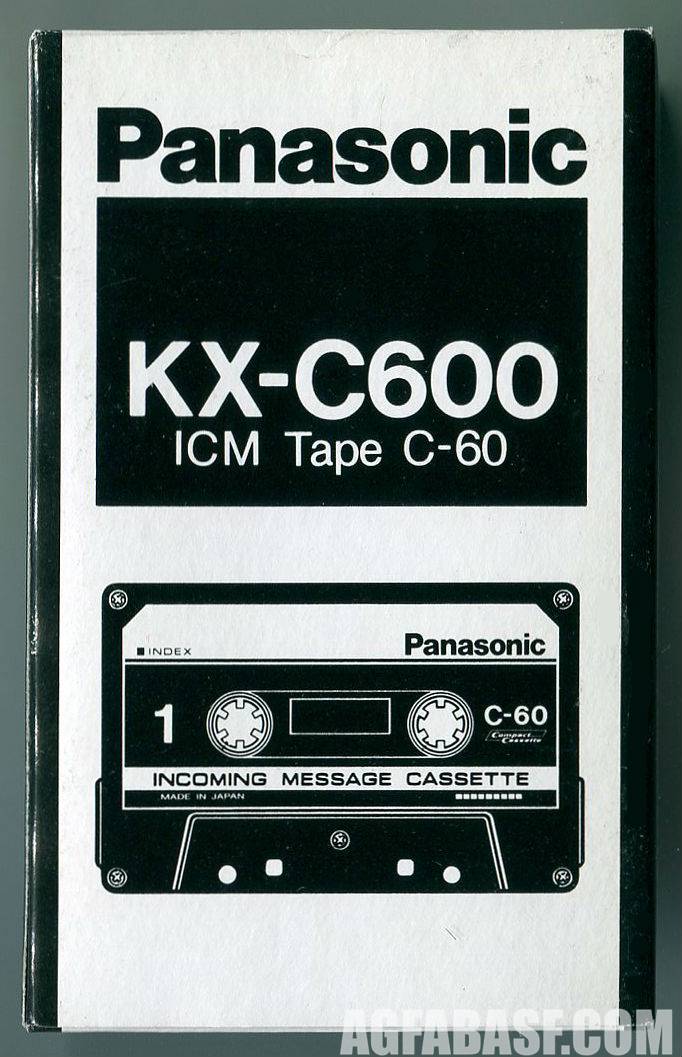 Panasonic
KX-C600
ICM Tape C-60
INDEX
Panasonic
1
C-60
Compact
Cassette
INCOMING MESSAGE CASSETTE
MADE IN JAPAN
AGFABASF.COM